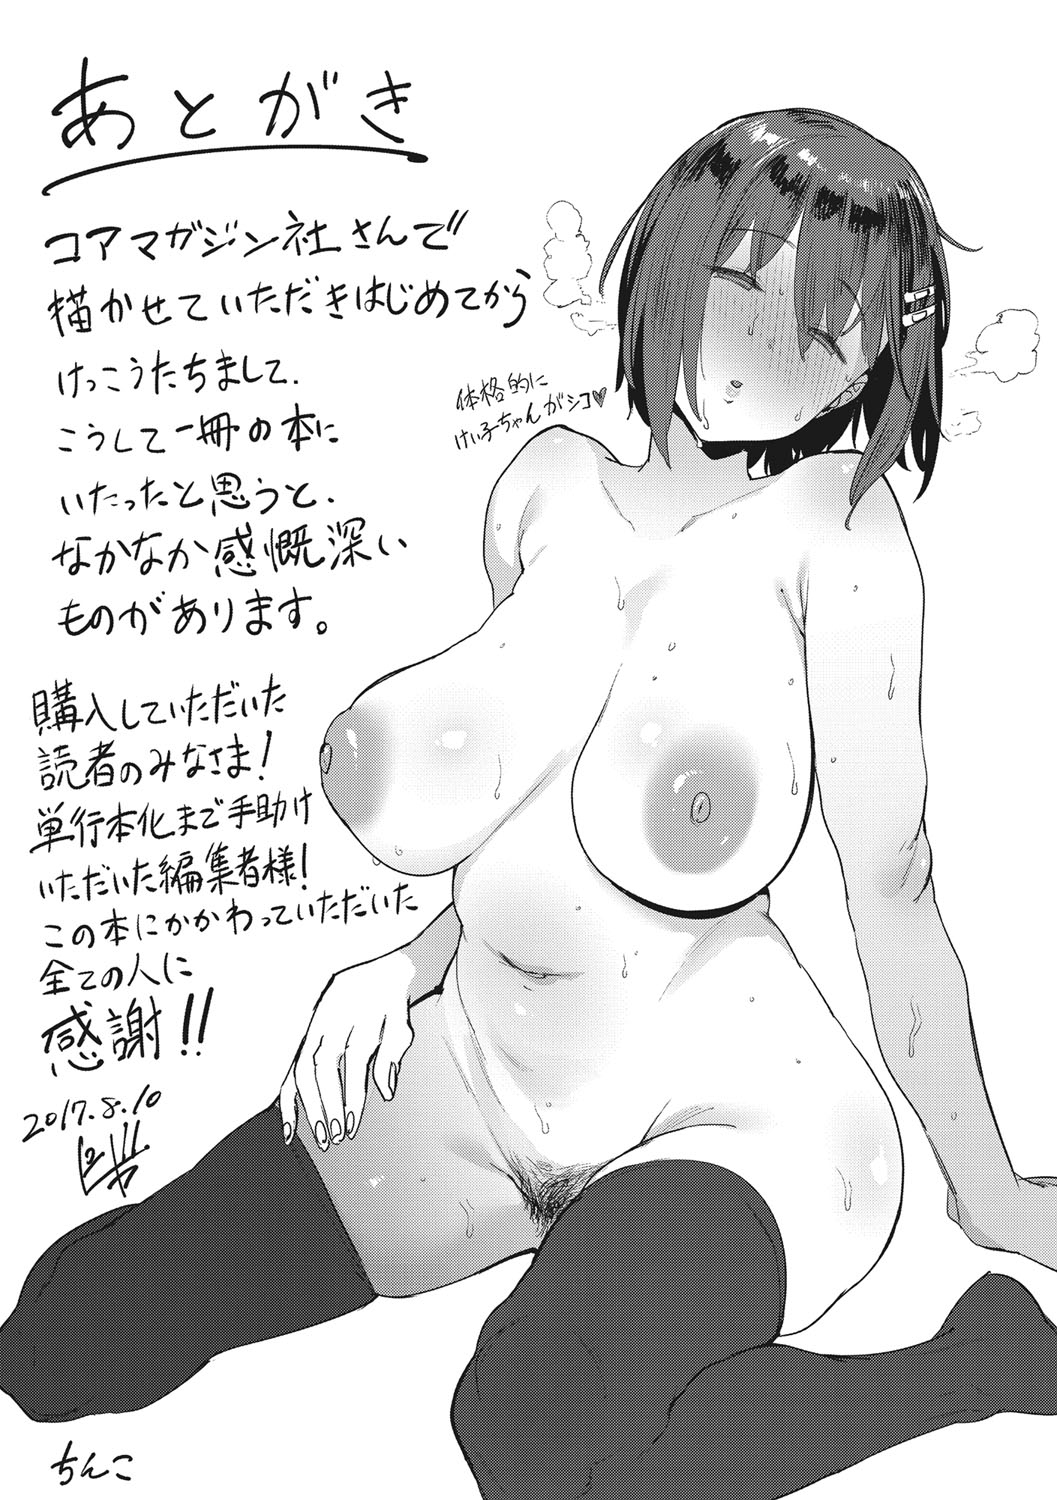 あとがき
コアマガジン社さんで
描かせていただきはじめてから
けっこうたちまして、
こうして一冊の本に
いたったと思うと、
なかなか感慨深い
ものがあります。
体格的に
けい子ちゃんがシコ♥
購入していただいた
読者のみなさま!
単行本化まで手助け
いただいた編集者様!
この本にかかわっていただいた
全ての人に
感謝!!
2017.8.10
ちんこ